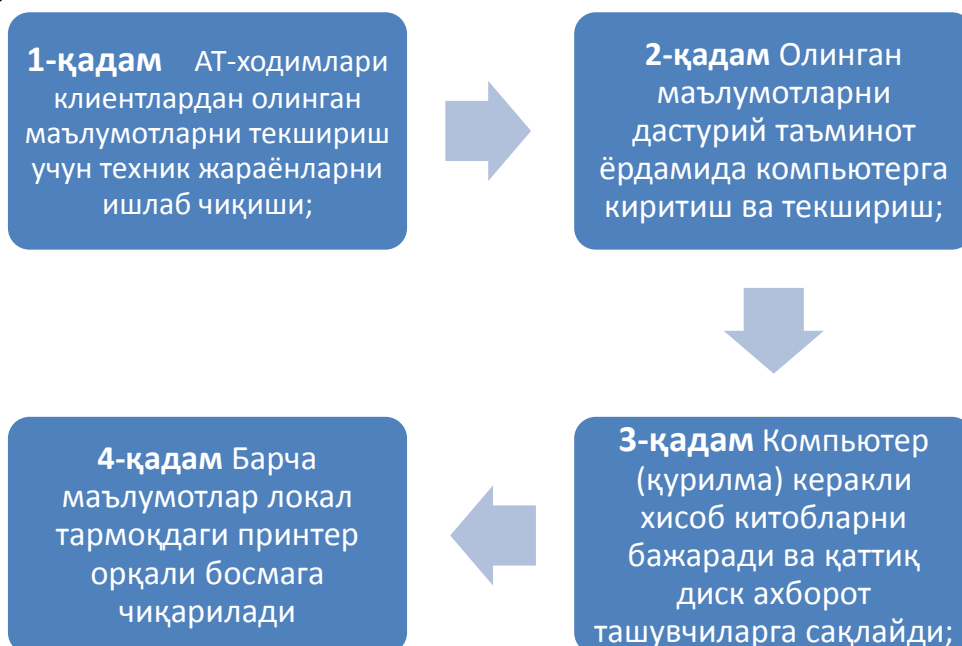 1-қадам АТ-ходимлари
клиентлардан олинган
маълумотларни текшириш
учун техник жараёнларни
ишлаб чиқиши;
2-қадам Олинган
маълумотларни
дастурий таъминот
ёрдамида компьютерга
киритиш ва текшириш;
3-қадам Компьютер
(қурилма) керакли
хисоб китобларни
бажаради ва қаттиқ
диск ахборот
ташувчиларга сақлайди;
4-қадам Барча
маълумотлар локал
тармоқдаги принтер
орқали босмага
чиқарилади